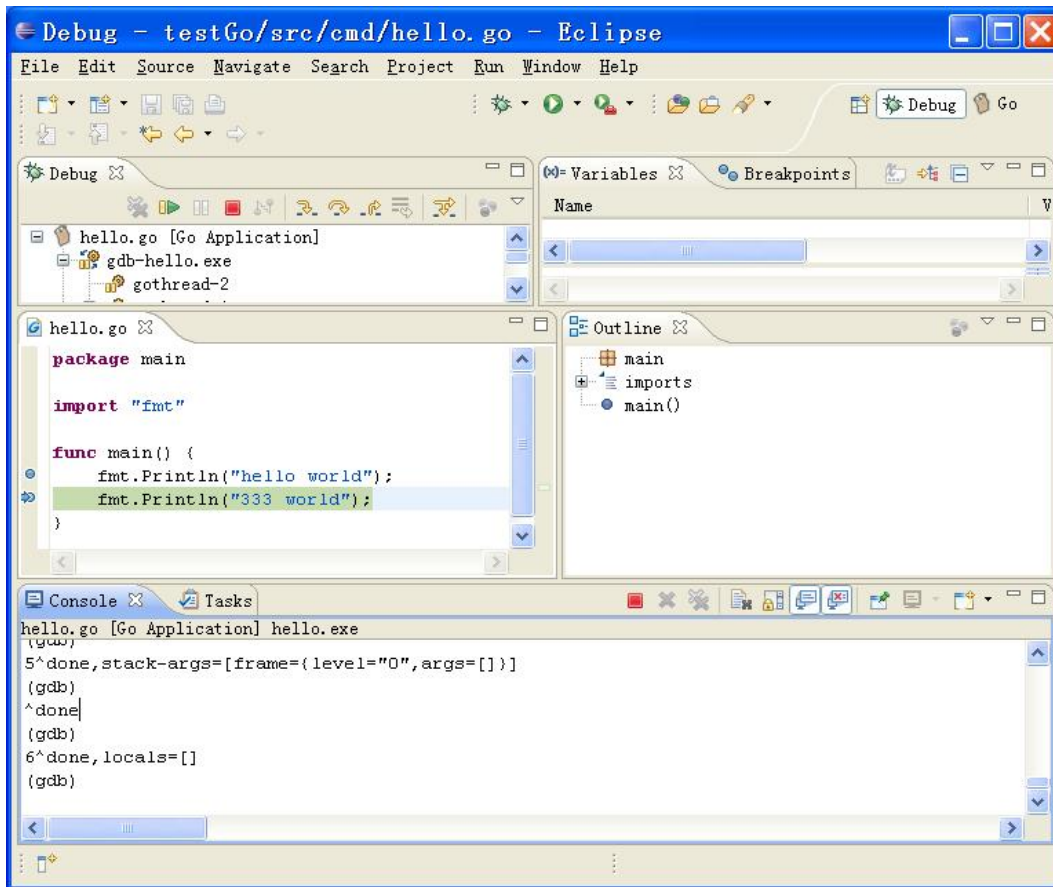 Debug - testGo/src/cmd/hello.go - Eclipse
File Edit Source Navigate Search Project Run Window Help
Debug Go
Debug
Variables Breakpoints
Name V
hello.go [Go Application]
gdb-hello.exe
gothread-2
hello.go
package main
import "fmt"
func main() {
fmt.Println("hello world");
fmt.Println("333 world");
}
Outline
main
imports
main()
Console Tasks
hello.go [Go Application] hello.exe
(gdb)
5^done,stack-args=[frame={level="0",args=[]}]
(gdb)
^done
(gdb)
6^done,locals=[]
(gdb)